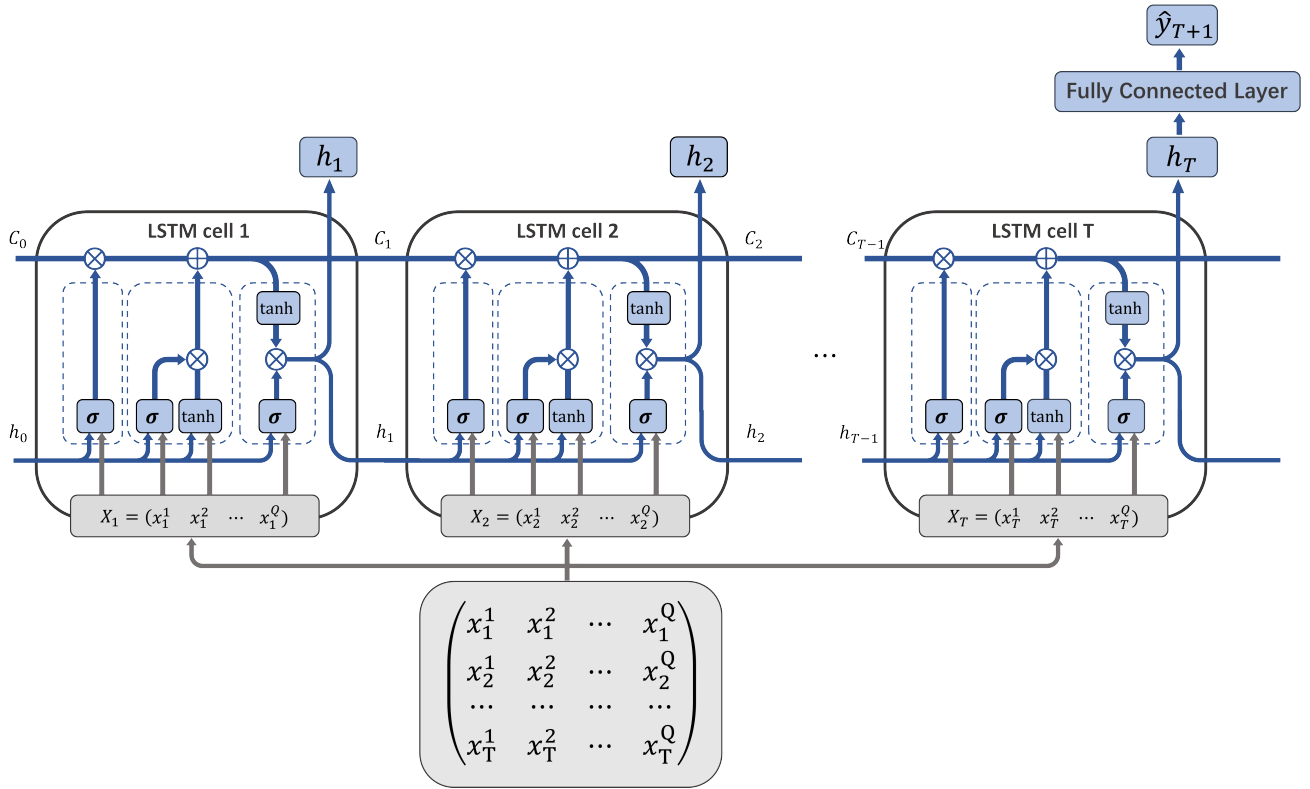 ŷ_{T+1}
Fully Connected Layer
h_1
h_2
h_T
LSTM cell 1
LSTM cell 2
LSTM cell T
C_0
C_1
C_2
C_{T−1}
tanh
tanh
tanh
...
σ
σ
tanh
σ
σ
σ
tanh
σ
σ
σ
tanh
σ
h_0
h_1
h_2
h_{T−1}
X_1 = (x_1^1 x_1^2 ⋯ x_1^Q)
X_2 = (x_2^1 x_2^2 ⋯ x_2^Q)
X_T = (x_T^1 x_T^2 ⋯ x_T^Q)
x_1^1 x_1^2 ⋯ x_1^Q
x_2^1 x_2^2 ⋯ x_2^Q
⋯ ⋯ ⋯ ⋯
x_T^1 x_T^2 ⋯ x_T^Q